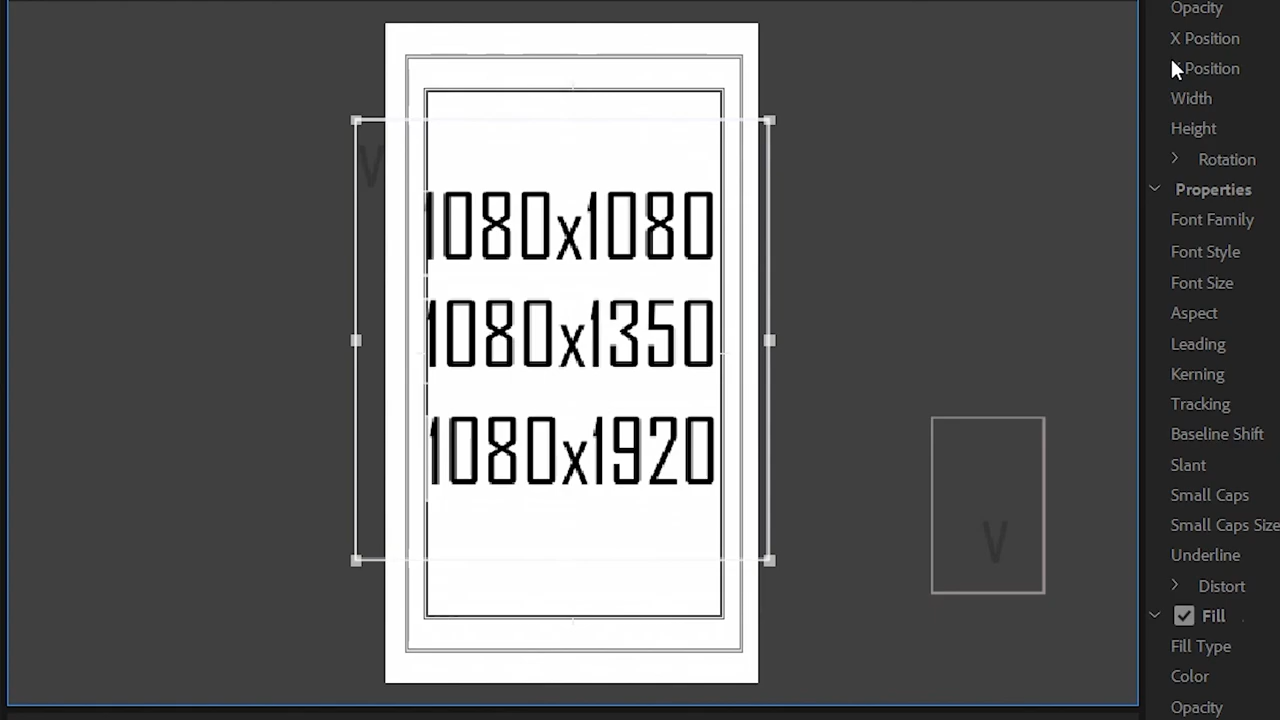 Opacity
X Position
Position
Width
Height
Rotation
Properties
Font Family
Font Style
Font Size
Aspect
Leading
Kerning
Tracking
Baseline Shift
Slant
Small Caps
Small Caps Size
Underline
Distort
Fill
Fill Type
Color
Opacity
V
1080x1080
1080x1350
1080x1920
V